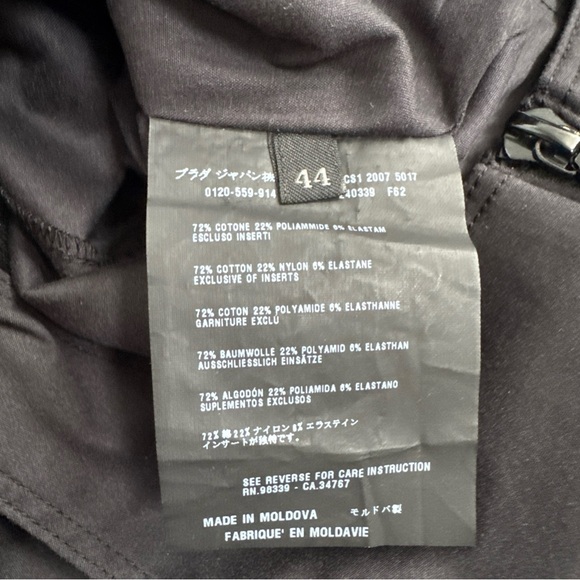 プラダ ジャパン
44
CS1 2007 5017
0120-559-914
240339 F62
72% COTONE 22% POLIAMMIDE 6% ELASTAM
ESCLUSO INSERTI
72% COTTON 22% NYLON 6% ELASTANE
EXCLUSIVE OF INSERTS
72% COTON 22% POLYAMIDE 6% ELASTHANNE
GARNITURE EXCLÚ
72% BAUMWOLLE 22% POLYAMID 6% ELASTHAN
AUSSCHLIESSLICH EINSÄTZE
72% ALGODÓN 22% POLIAMIDA 6% ELASTANO
SUPLEMENTOS EXCLUSOS
72% 綿 22% ナイロン 6% エラステイン
インサートが独特です。
SEE REVERSE FOR CARE INSTRUCTION
RN.98339 - CA.34767
MADE IN MOLDOVA モルドバ製
FABRIQUE' EN MOLDAVIE